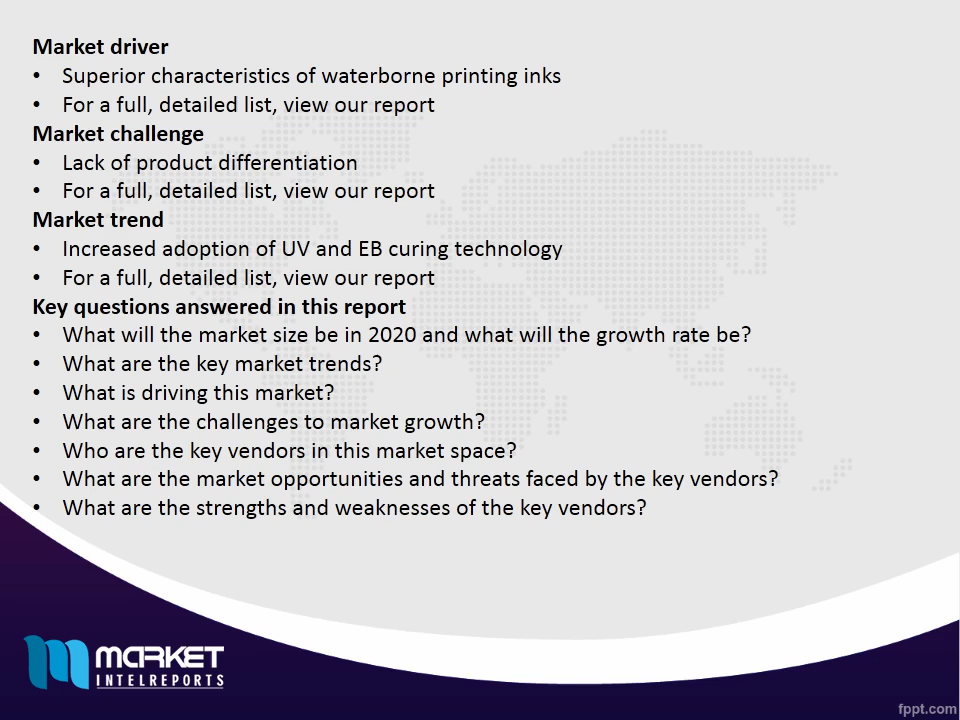 Market driver
• Superior characteristics of waterborne printing inks
• For a full, detailed list, view our report
Market challenge
• Lack of product differentiation
• For a full, detailed list, view our report
Market trend
• Increased adoption of UV and EB curing technology
• For a full, detailed list, view our report
Key questions answered in this report
• What will the market size be in 2020 and what will the growth rate be?
• What are the key market trends?
• What is driving this market?
• What are the challenges to market growth?
• Who are the key vendors in this market space?
• What are the market opportunities and threats faced by the key vendors?
• What are the strengths and weaknesses of the key vendors?
MARKET
INTELREPORTS
fppt.com